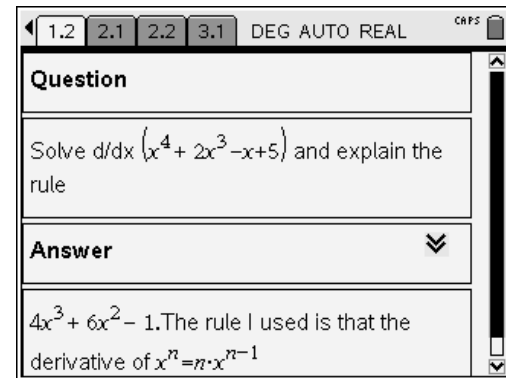 1.2 2.1 2.2 3.1 DEG AUTO REAL CAPS
Question
Solve d/dx (x⁴+ 2x³−x+5) and explain the
rule
Answer
4x³+ 6x²− 1.The rule I used is that the
derivative of xⁿ=n·xⁿ⁻¹